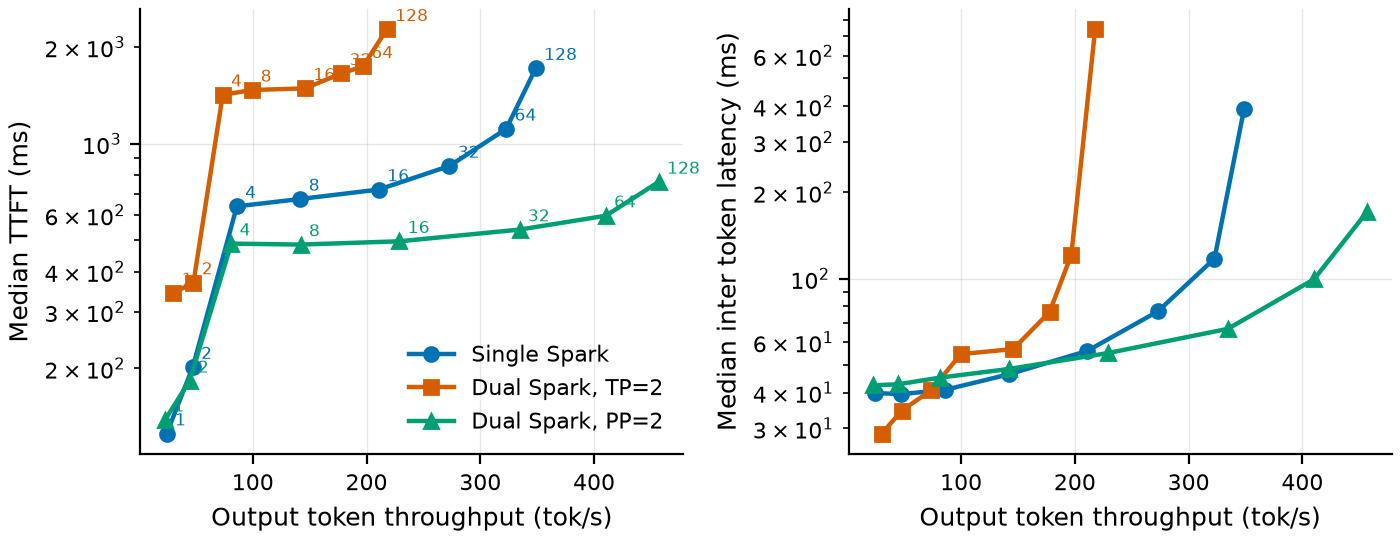 2 × 10³
10³
6 × 10²
4 × 10²
3 × 10²
2 × 10²
Median TTFT (ms)
128
4
8
16
32
64
2
128
4
8
16
32
64
2
1
128
4
8
16
32
64
2
Single Spark
Dual Spark, TP=2
Dual Spark, PP=2
100
200
300
400
Output token throughput (tok/s)
6 × 10²
4 × 10²
3 × 10²
2 × 10²
10²
6 × 10¹
4 × 10¹
3 × 10¹
Median inter token latency (ms)
100
200
300
400
Output token throughput (tok/s)